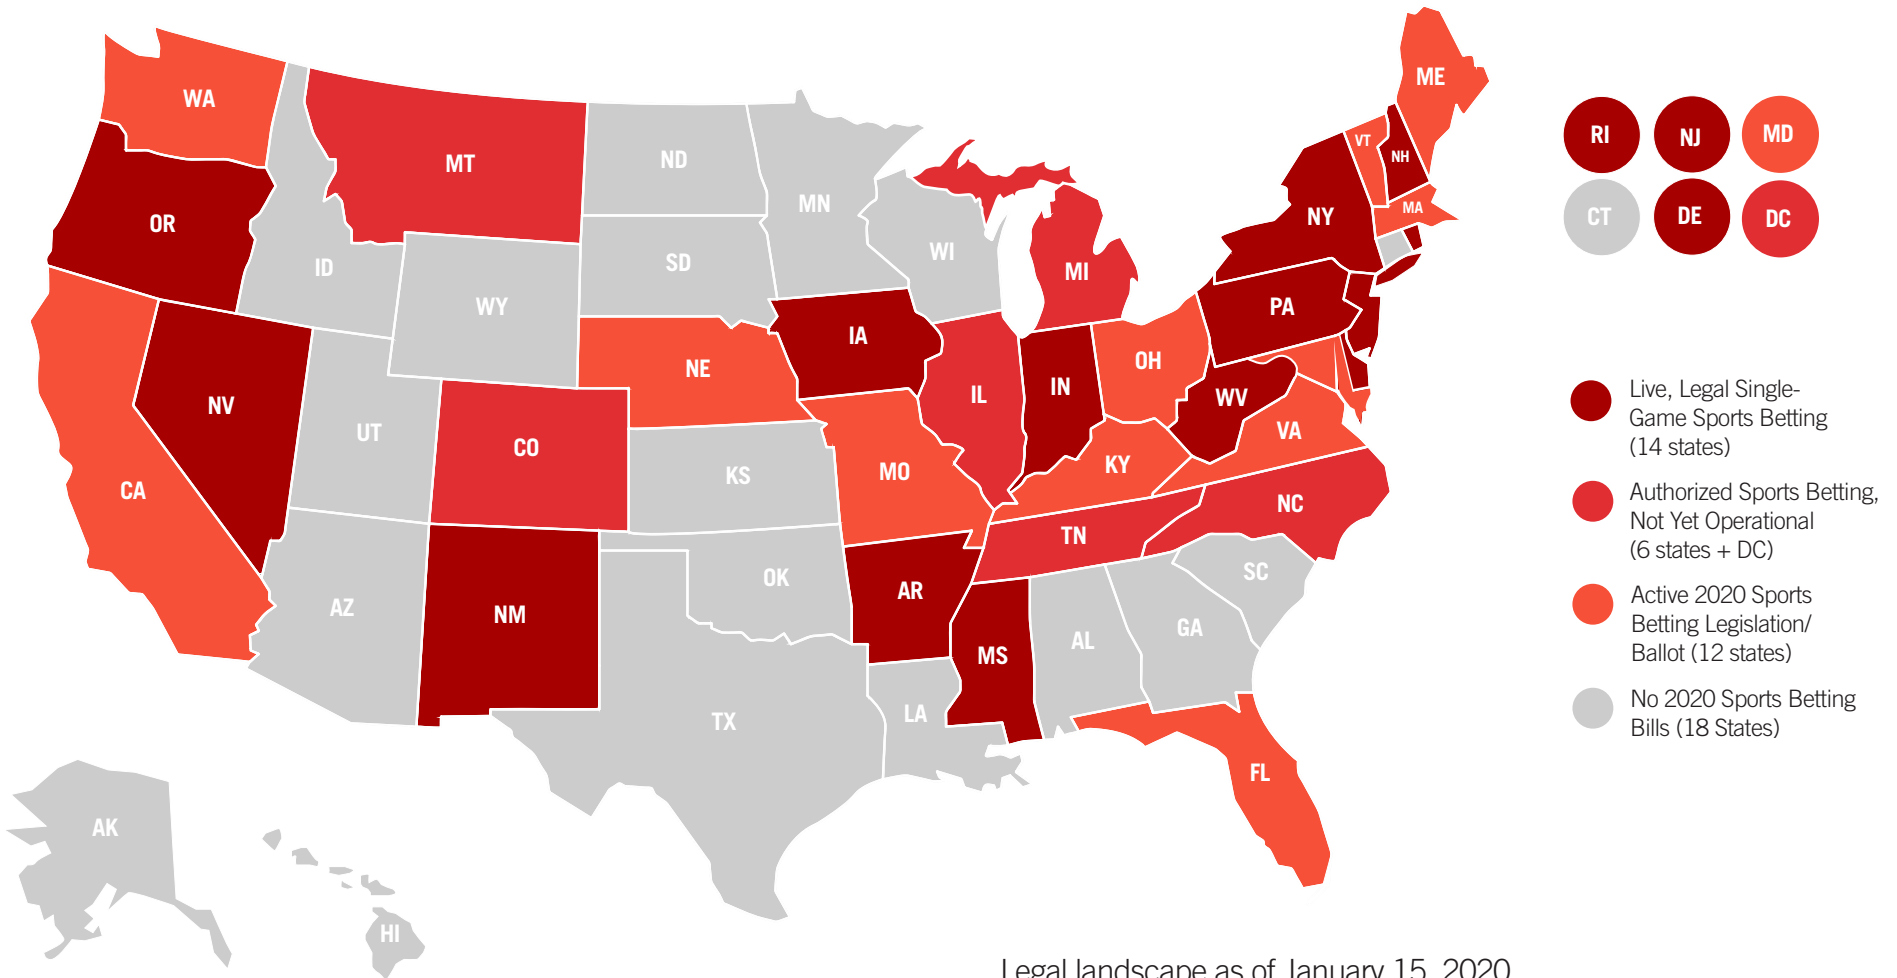 ME
WA
RI
NJ
MD
VT
NH
MT
ND
MN
NY
MA
CT
DE
DC
OR
WI
ID
SD
MI
WY
PA
IA
OH
NE
IN
IL
WV
NV
Live, Legal Single-
Game Sports Betting
(14 states)
UT
CO
VA
KY
MO
KS
CA
NC
Authorized Sports Betting,
Not Yet Operational
(6 states + DC)
TN
SC
OK
AR
AZ
NM
GA
AL
MS
Active 2020 Sports
Betting Legislation/
Ballot (12 states)
LA
TX
No 2020 Sports Betting
Bills (18 States)
FL
AK
HI
Legal landscape as of January 15, 2020